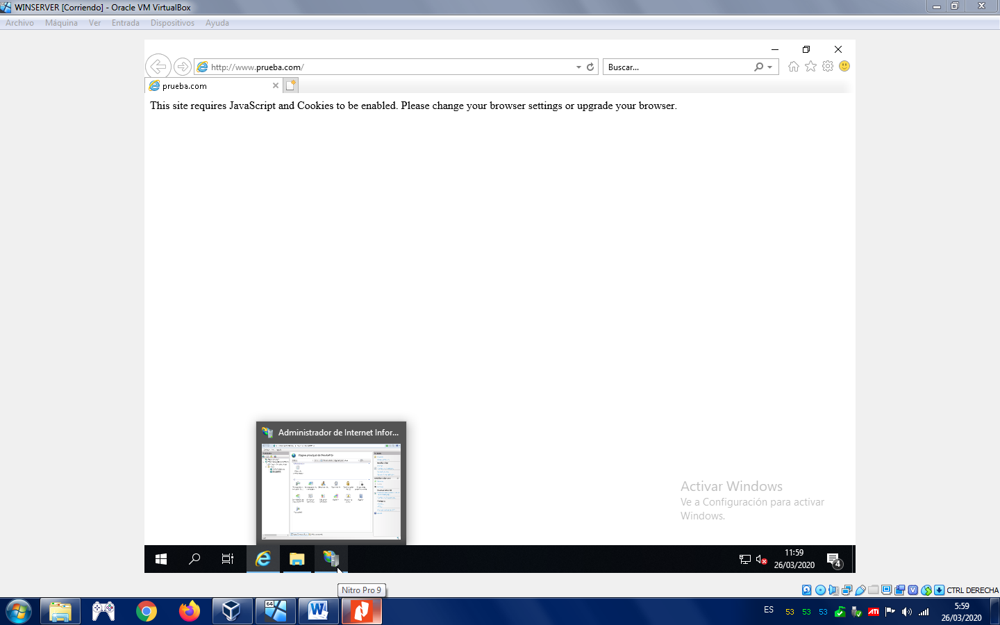 WINSERVER [Corriendo] - Oracle VM VirtualBox
Archivo Máquina Ver Entrada Dispositivos Ayuda
http://www.prueba.com/
Buscar...
prueba.com
This site requires JavaScript and Cookies to be enabled. Please change your browser settings or upgrade your browser.
Administrador de Internet Infor...
Activar Windows
Ve a Configuración para activar
Windows.
11:59
26/03/2020
4
Nitro Pro 9
CTRL DERECHA
64
W
ES
53 53 53
ATI
5:59
26/03/2020